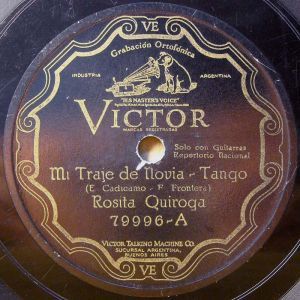 VE
Grabación Ortofónica
INDUSTRIA
ARGENTINA
"HIS MASTER'S VOICE"
VICTOR
MARCAS REGISTRADAS
Solo con Guitarras
Repertorio Nacional
Mi Traje de Novia - Tango
(E. Cadicamo - F. Frontera)
Rosita Quiroga
79996-A
VICTOR TALKING MACHINE CO.
SUCURSAL ARGENTINA,
BUENOS AIRES
VE